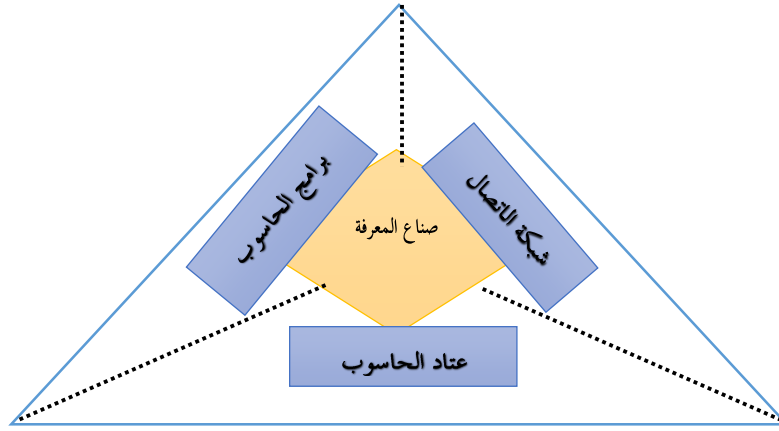 برامج الحاسوب
شبكة الاتصال
صناع المعرفة
عتاد الحاسوب